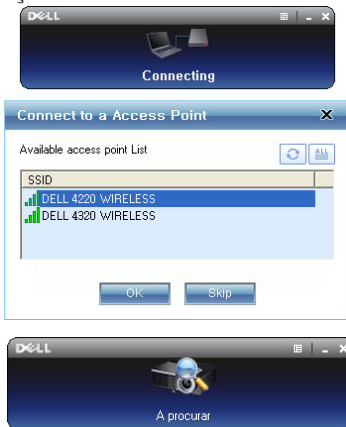 DELL
Connecting
Connect to a Access Point
Available access point List
ALL
SSID
DELL 4220 WIRELESS
DELL 4320 WIRELESS
OK
Skip
DELL
A procurar